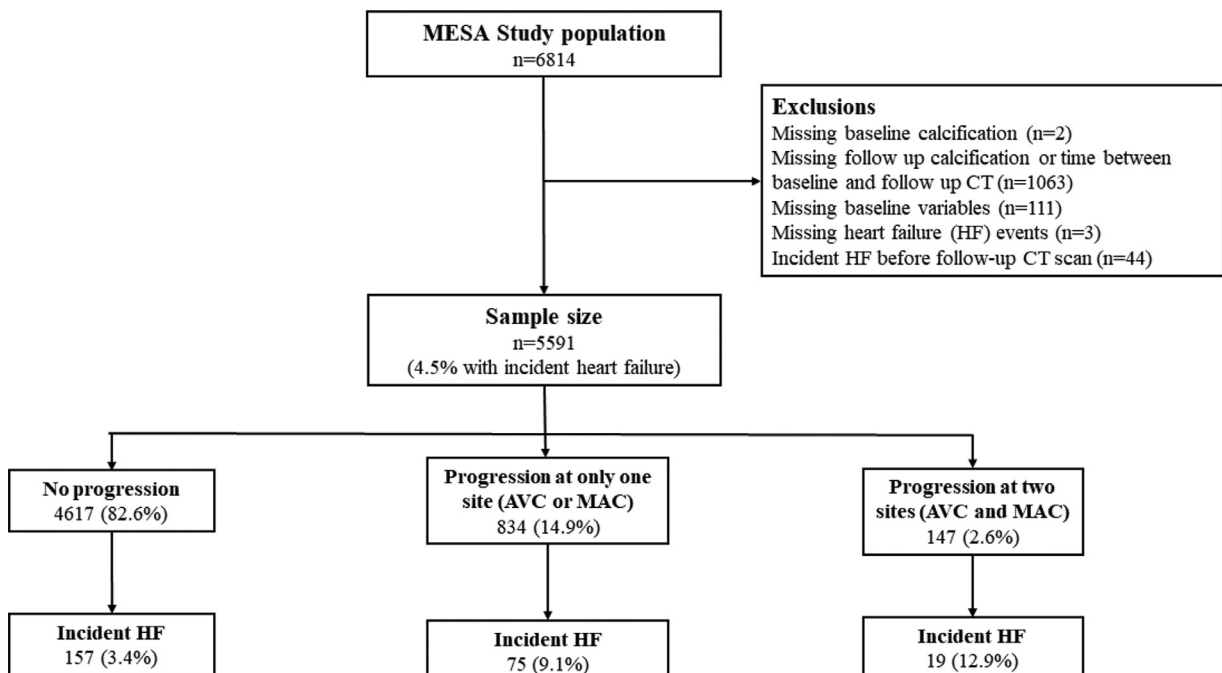 MESA Study population
n=6814
Exclusions
Missing baseline calcification (n=2)
Missing follow up calcification or time between
baseline and follow up CT (n=1063)
Missing baseline variables (n=111)
Missing heart failure (HF) events (n=3)
Incident HF before follow-up CT scan (n=44)
Sample size
n=5591
(4.5% with incident heart failure)
No progression
4617 (82.6%)
Progression at only one
site (AVC or MAC)
834 (14.9%)
Progression at two
sites (AVC and MAC)
147 (2.6%)
Incident HF
157 (3.4%)
Incident HF
75 (9.1%)
Incident HF
19 (12.9%)